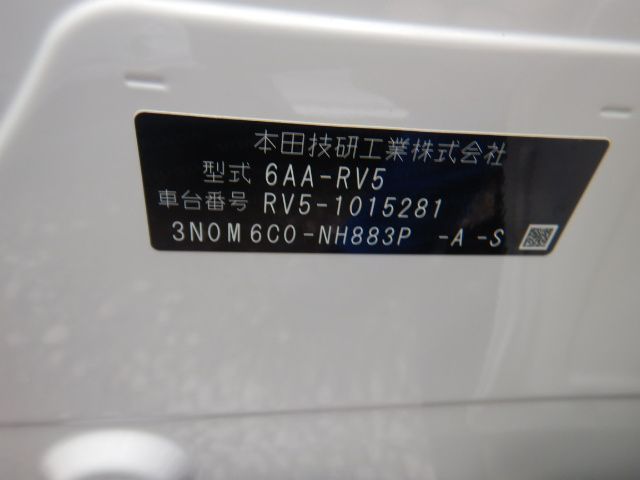 本田技研工業株式会社
型式 6AA-RV5
車台番号 RV5-1015281
3N0M6C0-NH883P -A -S